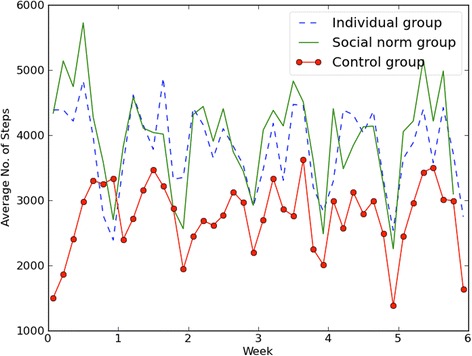 6000
5000
4000
3000
2000
1000
0
1
2
3
4
5
6
Average No. of Steps
Week
Individual group
Social norm group
Control group